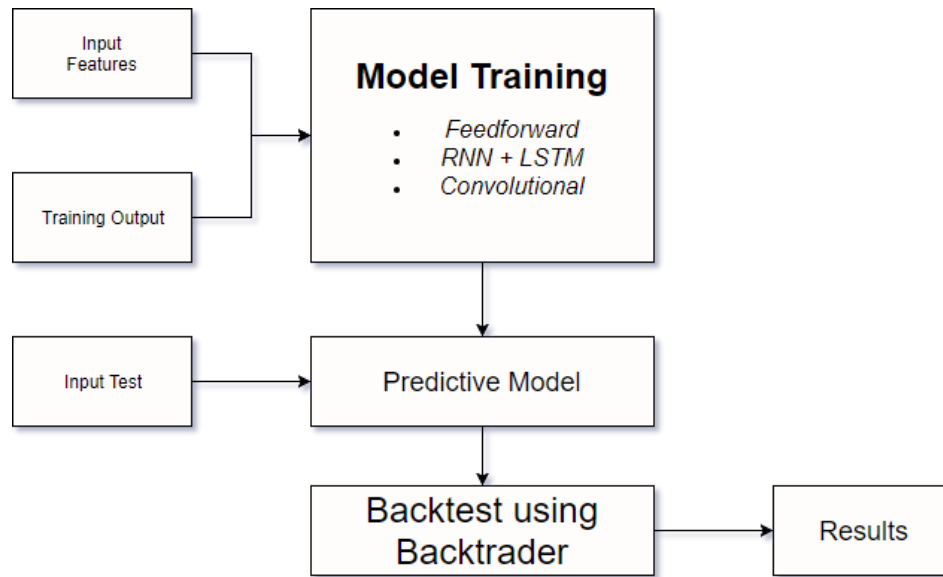 Input
Features
Model Training
• Feedforward
• RNN + LSTM
• Convolutional
Training Output
Input Test
Predictive Model
Backtest using
Backtrader
Results